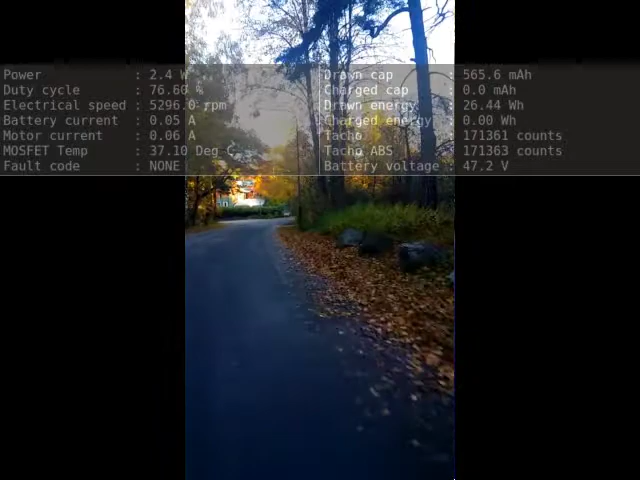 Power : 2.4 W
Duty cycle : 76.60 %
Electrical speed : 5296.0 rpm
Battery current : 0.05 A
Motor current : 0.06 A
MOSFET Temp : 37.10 Deg C
Fault code : NONE
Drawn cap : 565.6 mAh
Charged cap : 0.0 mAh
Drawn energy : 26.44 Wh
Charged energy : 0.00 Wh
Tacho : 171361 counts
Tacho ABS : 171363 counts
Battery voltage : 47.2 V